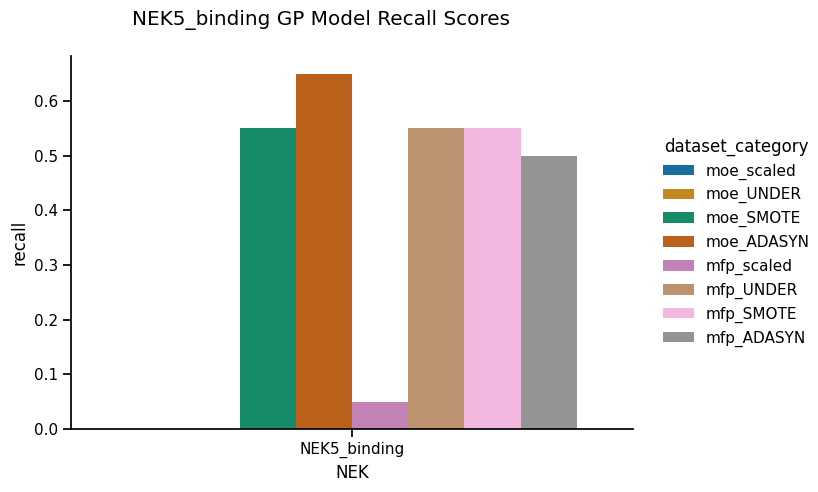 NEK5_binding GP Model Recall Scores
recall
0.6
0.5
0.4
0.3
0.2
0.1
0.0
NEK5_binding
NEK
dataset_category
moe_scaled
moe_UNDER
moe_SMOTE
moe_ADASYN
mfp_scaled
mfp_UNDER
mfp_SMOTE
mfp_ADASYN